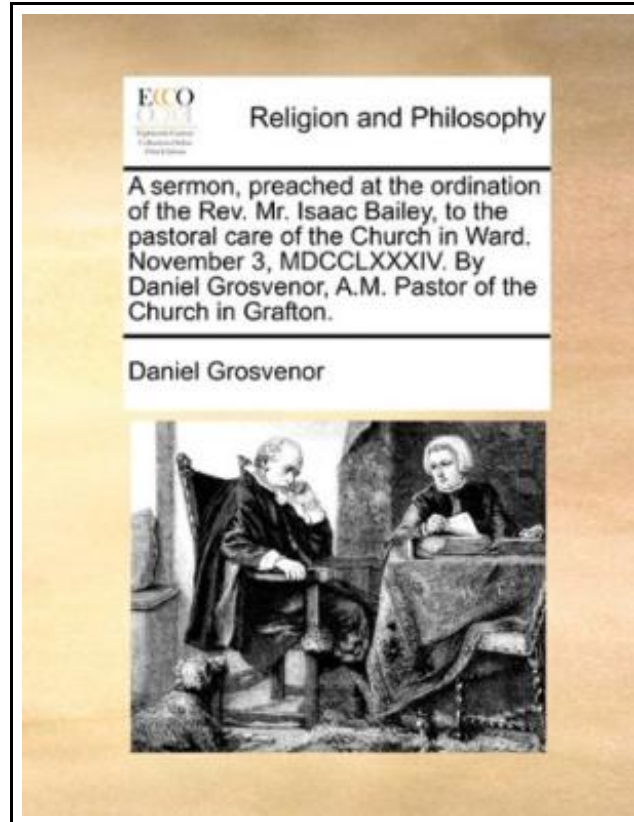 ECCO
Religion and Philosophy
A sermon, preached at the ordination
of the Rev. Mr. Isaac Bailey, to the
pastoral care of the Church in Ward.
November 3, MDCCLXXXIV. By
Daniel Grosvenor, A.M. Pastor of the
Church in Grafton.
Daniel Grosvenor